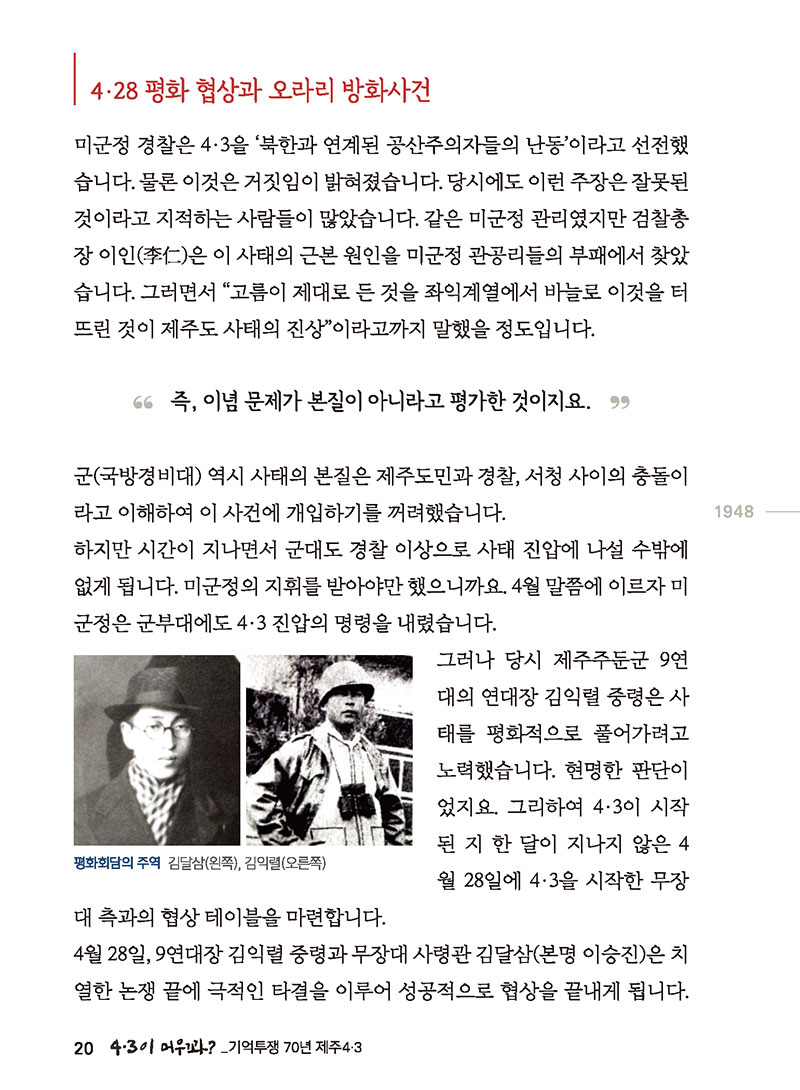 4·28 평화 협상과 오라리 방화사건
미군정 경찰은 4·3을 ‘북한과 연계된 공산주의자들의 난동’이라고 선전했
습니다. 물론 이것은 거짓임이 밝혀졌습니다. 당시에도 이런 주장은 잘못된
것이라고 지적하는 사람들이 많았습니다. 같은 미군정 관리였지만 검찰총
장 이인(李仁)은 이 사태의 근본 원인을 미군정 관공리들의 부패에서 찾았
습니다. 그러면서 “고름이 제대로 든 것을 좌익계열에서 바늘로 이것을 터
뜨린 것이 제주도 사태의 진상”이라고까지 말했을 정도입니다.
“ 즉, 이념 문제가 본질이 아니라고 평가한 것이지요. ”
군(국방경비대) 역시 사태의 본질은 제주도민과 경찰, 서청 사이의 충돌이
라고 이해하여 이 사건에 개입하기를 꺼려했습니다.
1948
하지만 시간이 지나면서 군대도 경찰 이상으로 사태 진압에 나설 수밖에
없게 됩니다. 미군정의 지휘를 받아야만 했으니까요. 4월 말쯤에 이르자 미
군정은 군부대에도 4·3 진압의 명령을 내렸습니다.
그러나 당시 제주주둔군 9연
대의 연대장 김익렬 중령은 사
태를 평화적으로 풀어가려고
노력했습니다. 현명한 판단이
었지요. 그리하여 4·3이 시작
된 지 한 달이 지나지 않은 4
월 28일에 4·3을 시작한 무장
평화회담의 주역 김달삼(왼쪽), 김익렬(오른쪽)
대 측과의 협상 테이블을 마련합니다.
4월 28일, 9연대장 김익렬 중령과 무장대 사령관 김달삼(본명 이승진)은 치
열한 논쟁 끝에 극적인 타결을 이루어 성공적으로 협상을 끝내게 됩니다.
20 4·3이 머우꽈? _기억투쟁 70년 제주4·3